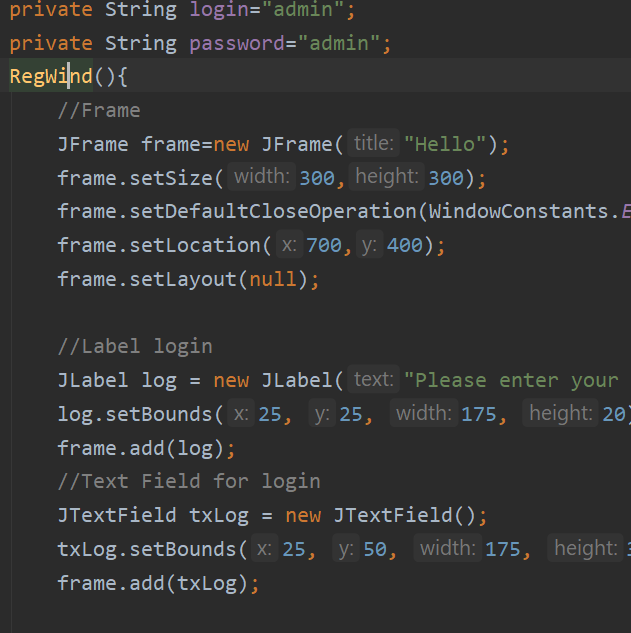 private String login="admin";
private String password="admin";
RegWind(){
//Frame
JFrame frame=new JFrame( title: "Hello");
frame.setSize( width: 300, height: 300);
frame.setDefaultCloseOperation(WindowConstants.E
frame.setLocation( x: 700, y: 400);
frame.setLayout(null);
//Label login
JLabel log = new JLabel( text: "Please enter your
log.setBounds( x: 25, y: 25, width: 175, height: 20)
frame.add(log);
//Text Field for login
JTextField txLog = new JTextField();
txLog.setBounds( x: 25, y: 50, width: 175, height:
frame.add(txLog);